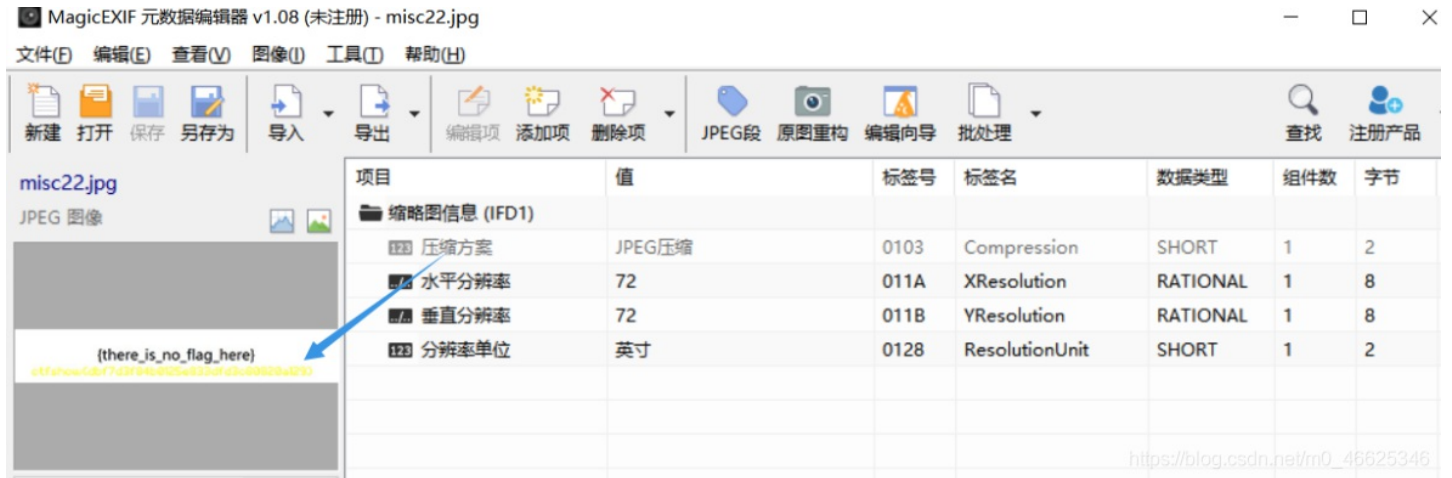 MagicEXIF 元数据编辑器 v1.08 (未注册) - misc22.jpg
文件(F) 编辑(E) 查看(V) 图像(I) 工具(T) 帮助(H)
新建 打开 保存 另存为 导入 导出 编辑项 添加项 删除项 JPEG段 原图重构 编辑向导 批处理 查找 注册产品
misc22.jpg
JPEG 图像
{there_is_no_flag_here}
项目 值 标签号 标签名 数据类型 组件数 字节
缩略图信息 (IFD1)
压缩方案 JPEG压缩 0103 Compression SHORT 1 2
水平分辨率 72 011A XResolution RATIONAL 1 8
垂直分辨率 72 011B YResolution RATIONAL 1 8
分辨率单位 英寸 0128 ResolutionUnit SHORT 1 2
https://blog.csdn.net/m0_46625346